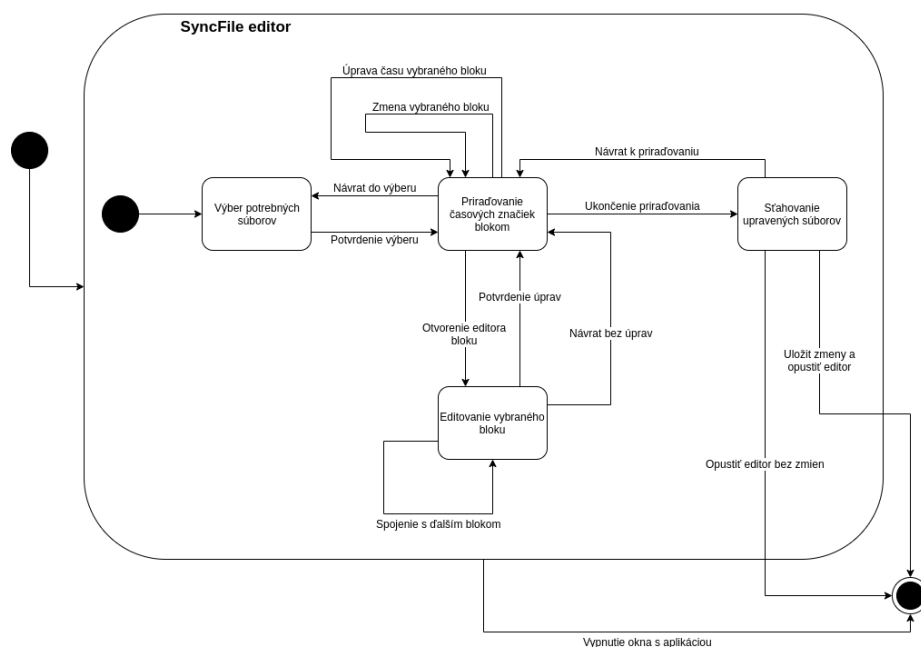 SyncFile editor
Úprava času vybraného bloku
Zmena vybraného bloku
Návrat k priraďovaniu
Návrat do výberu
Výber potrebných
súborov
Priraďovanie
časových značiek
blokom
Ukončenie priraďovania
Sťahovanie
upravených súborov
Potvrdenie výberu
Potvrdenie úprav
Otvorenie editora
bloku
Návrat bez úprav
Uložit zmeny a
opustiť editor
Editovanie vybraného
bloku
Opustiť editor bez zmien
Spojenie s ďalším blokom
Vypnutie okna s aplikáciou